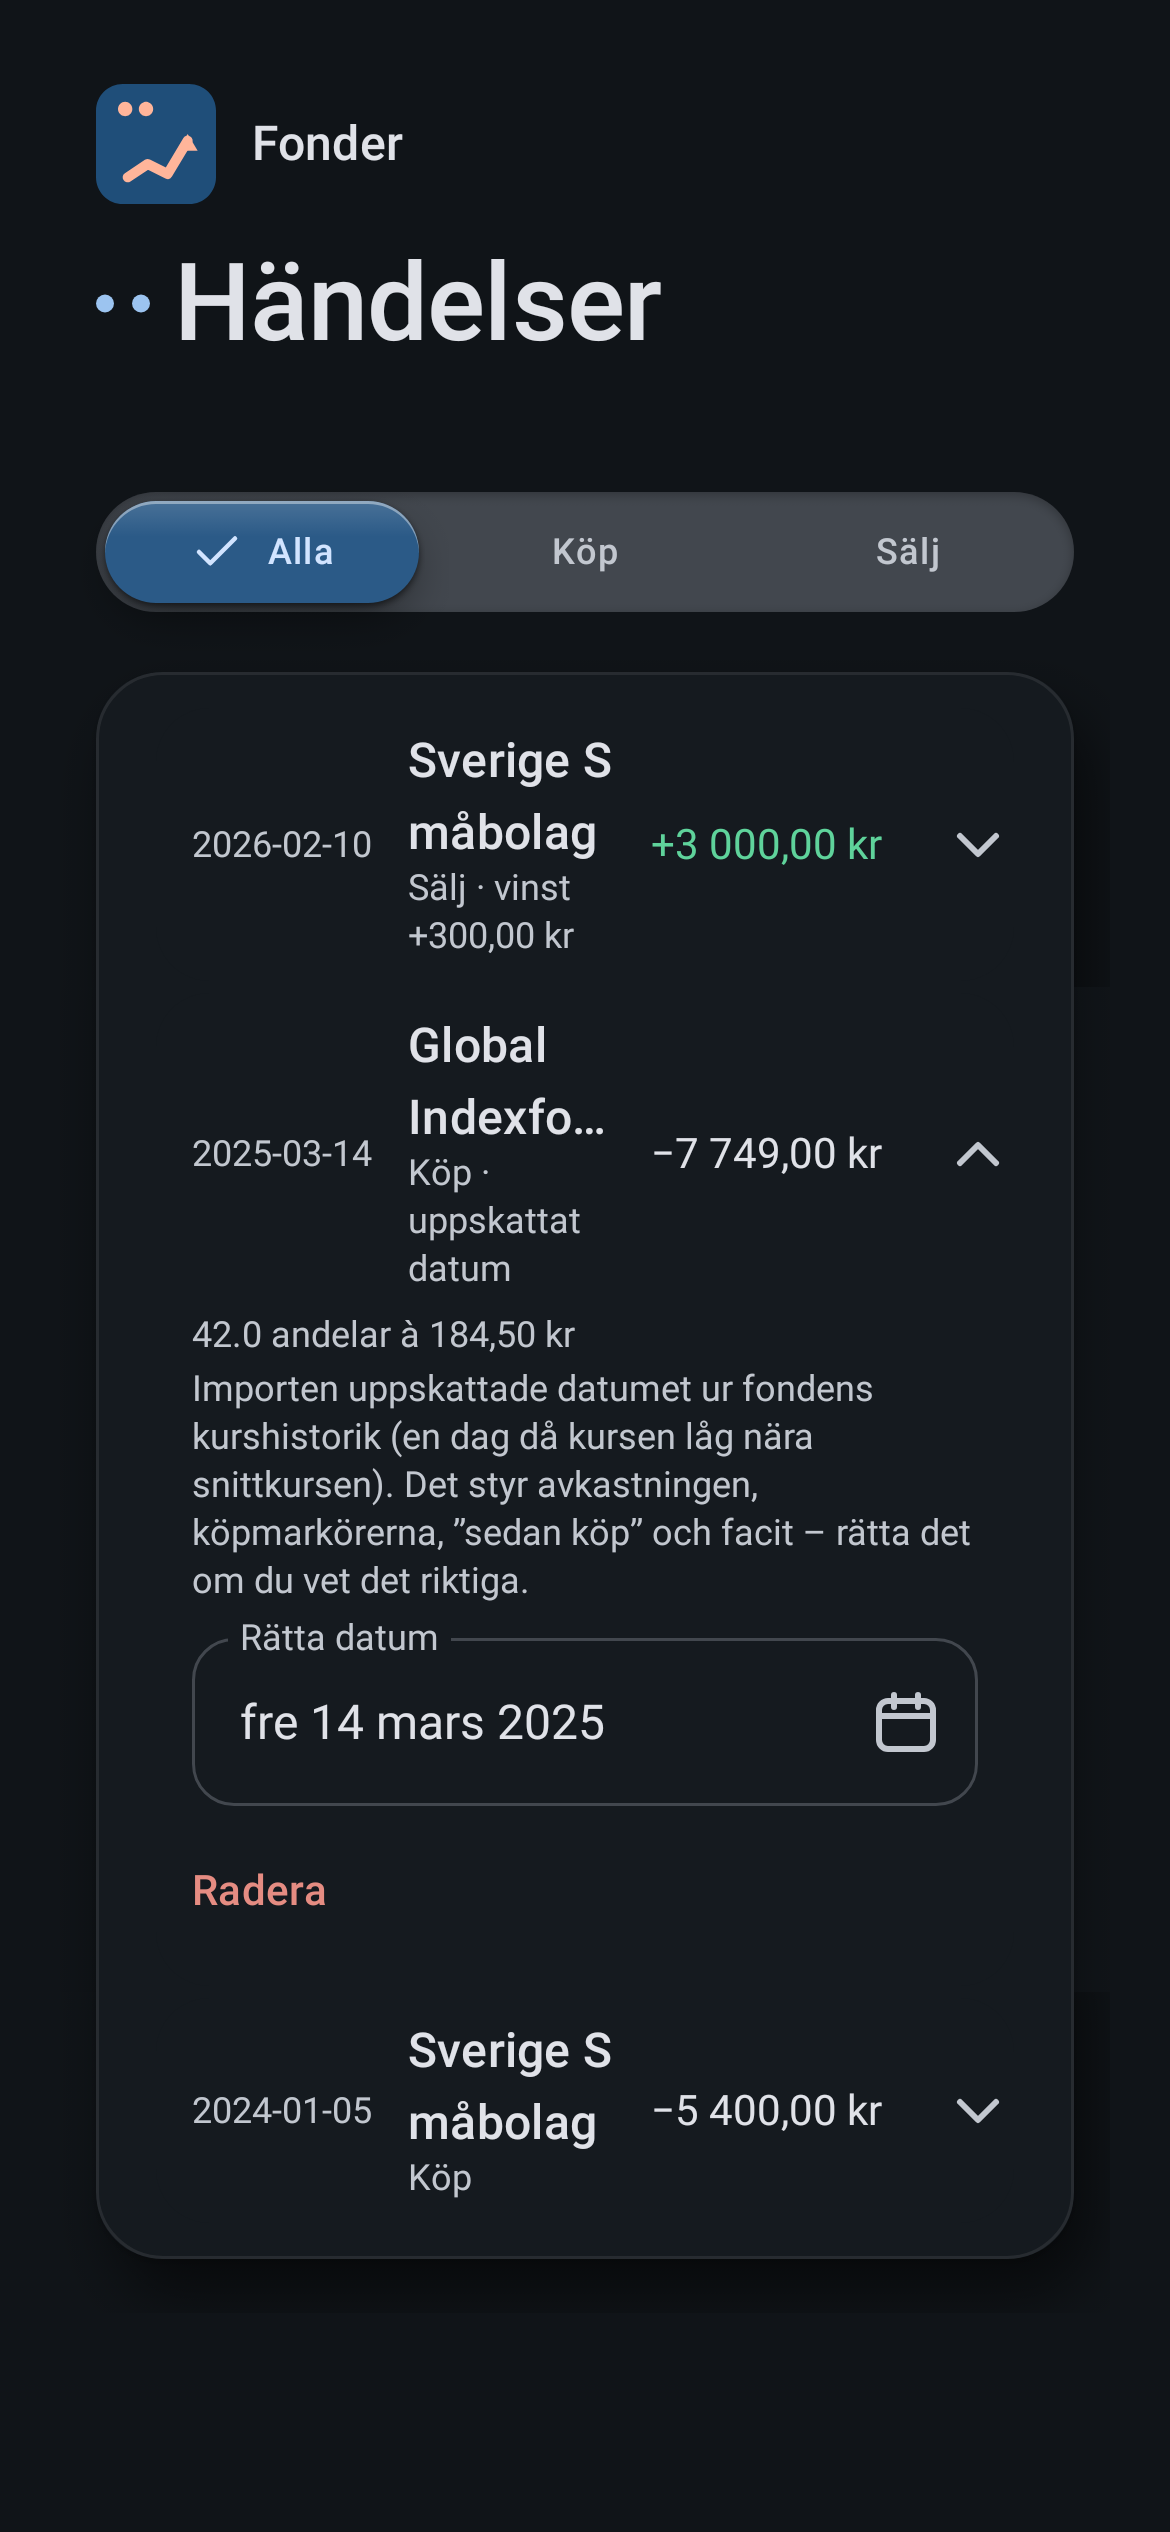 Fonder
Händelser
Alla
Köp
Sälj
2026-02-10
Sverige S
måbolag
Sälj · vinst
+300,00 kr
+3 000,00 kr
2025-03-14
Global
Indexfo…
Köp ·
uppskattat
datum
−7 749,00 kr
42.0 andelar à 184,50 kr
Importen uppskattade datumet ur fondens
kurshistorik (en dag då kursen låg nära
snittkursen). Det styr avkastningen,
köpmarkörerna, ”sedan köp” och facit – rätta det
om du vet det riktiga.
Rätta datum
fre 14 mars 2025
Radera
2024-01-05
Sverige S
måbolag
Köp
−5 400,00 kr